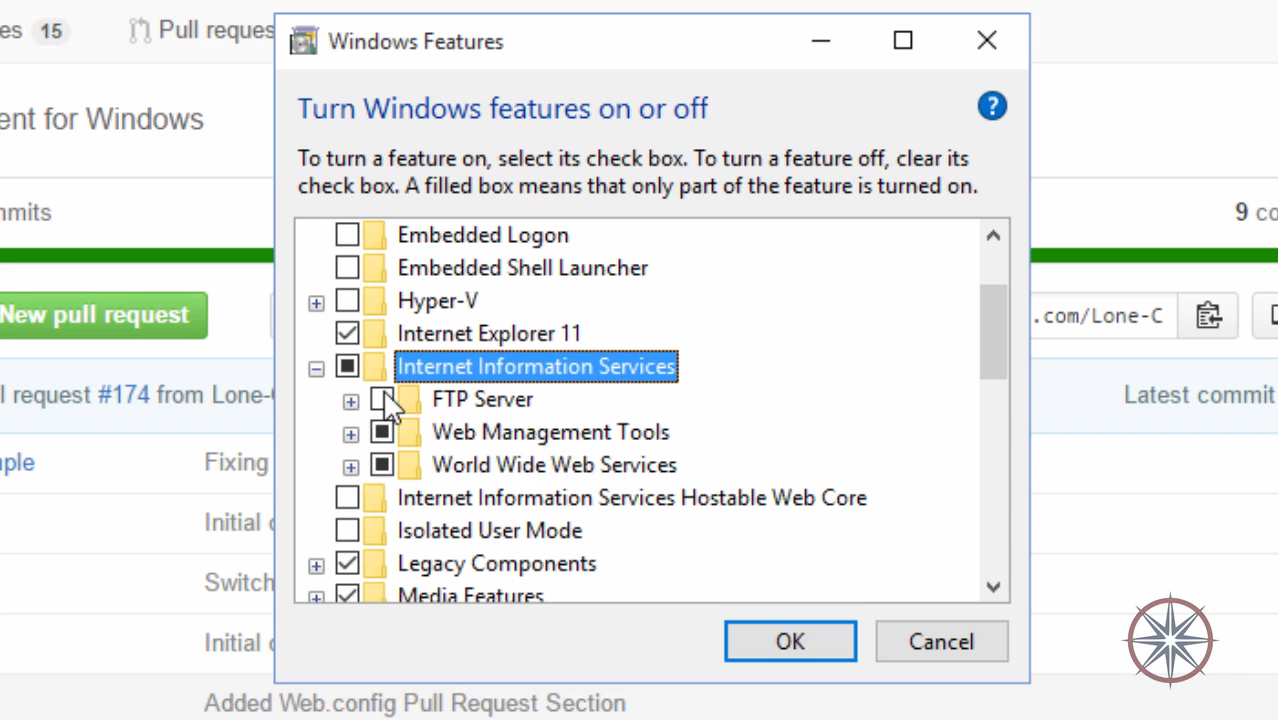 es 15 Pull reques
Windows Features
Turn Windows features on or off
?
ent for Windows
To turn a feature on, select its check box. To turn a feature off, clear its
check box. A filled box means that only part of the feature is turned on.
mmits
9 co
Embedded Logon
Embedded Shell Launcher
Hyper-V
New pull request
.com/Lone-C
Internet Explorer 11
Internet Information Services
l request #174 from Lone-
Latest commit
FTP Server
Web Management Tools
World Wide Web Services
ple
Fixing
Internet Information Services Hostable Web Core
Initial
Isolated User Mode
Legacy Components
Switch
Media Features
Initial
OK
Cancel
Added Web.config Pull Request Section